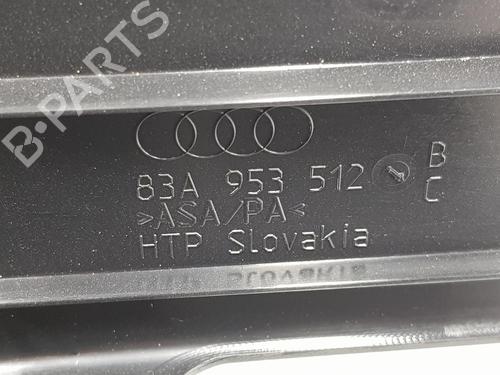 B-PARTS
83A 953 512 B
C
>ASA/PA<
HTP Slovakia